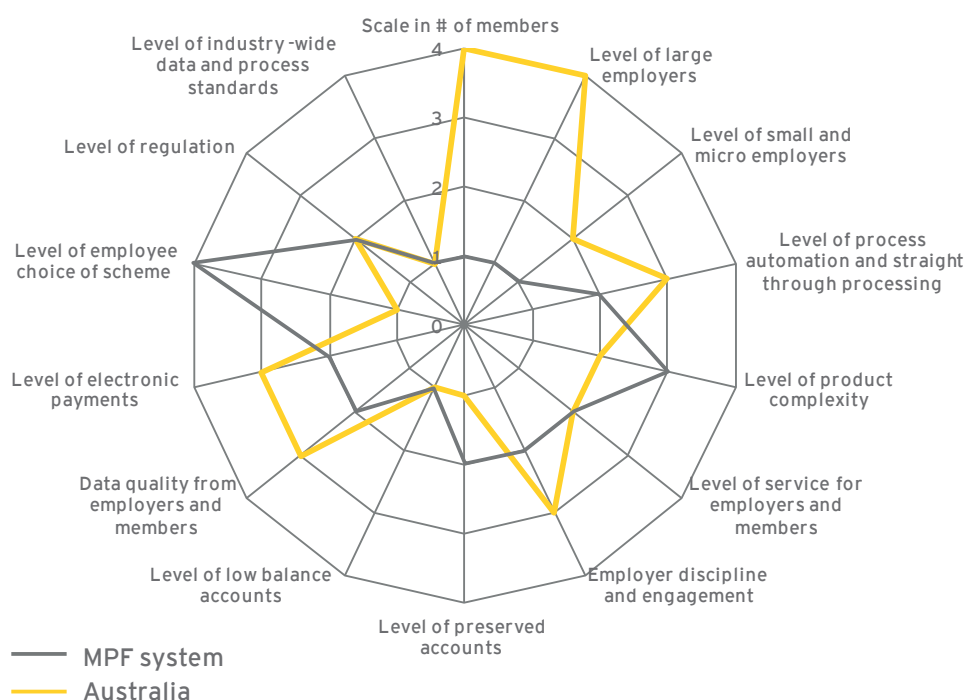 Scale in # of members
Level of large
employers
Level of small and
micro employers
Level of process
automation and straight
through processing
Level of product
complexity
Level of service for
employers and
members
Employer discipline
and engagement
Level of preserved
accounts
Level of low balance
accounts
Data quality from
employers and
members
Level of electronic
payments
Level of employee
choice of scheme
Level of regulation
Level of industry -wide
data and process
standards
4
3
2
1
0
MPF system
Australia